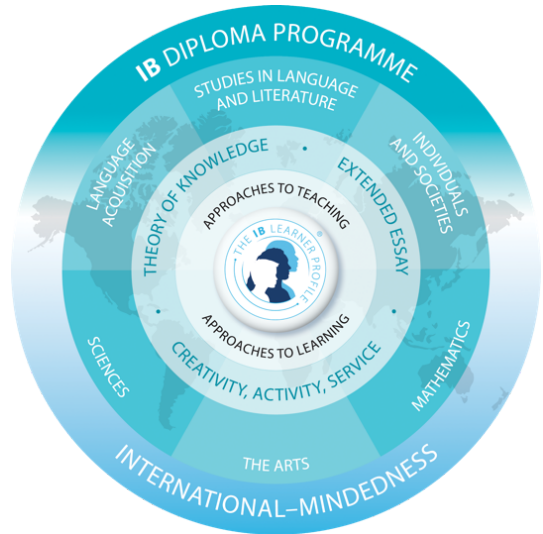 IB DIPLOMA PROGRAMME
STUDIES IN LANGUAGE
AND LITERATURE
LANGUAGE
ACQUISITION
INDIVIDUALS
AND SOCIETIES
THEORY OF KNOWLEDGE
•
EXTENDED ESSAY
•
APPROACHES TO TEACHING
THE IB LEARNER PROFILE
®
APPROACHES TO LEARNING
•
CREATIVITY, ACTIVITY, SERVICE
SCIENCES
MATHEMATICS
THE ARTS
INTERNATIONAL–MINDEDNESS